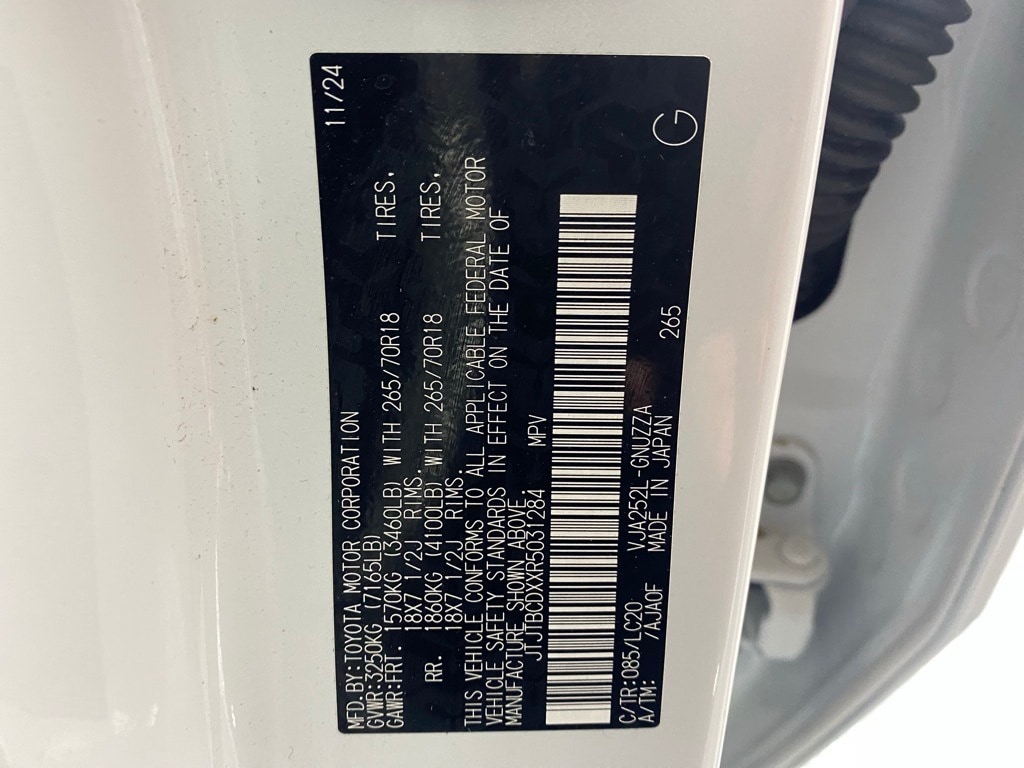 MFD.BY:TOYOTA MOTOR CORPORATION 11/24
GVWR:3250KG (7165LB)
GAWR:FRT. 1570KG (3460LB) WITH 265/70R18 TIRES,
18X7 1/2J RIMS.
RR. 1860KG (4100LB) WITH 265/70R18 TIRES,
18X7 1/2J RIMS.
THIS VEHICLE CONFORMS TO ALL APPLICABLE FEDERAL MOTOR
VEHICLE SAFETY STANDARDS IN EFFECT ON THE DATE OF
MANUFACTURE SHOWN ABOVE.
JTJTBCDXXR5031284 MPV
C/TR:085/LC20 VJA252L-GNUZZA 265 G
A/TM: /AJA0F MADE IN JAPAN